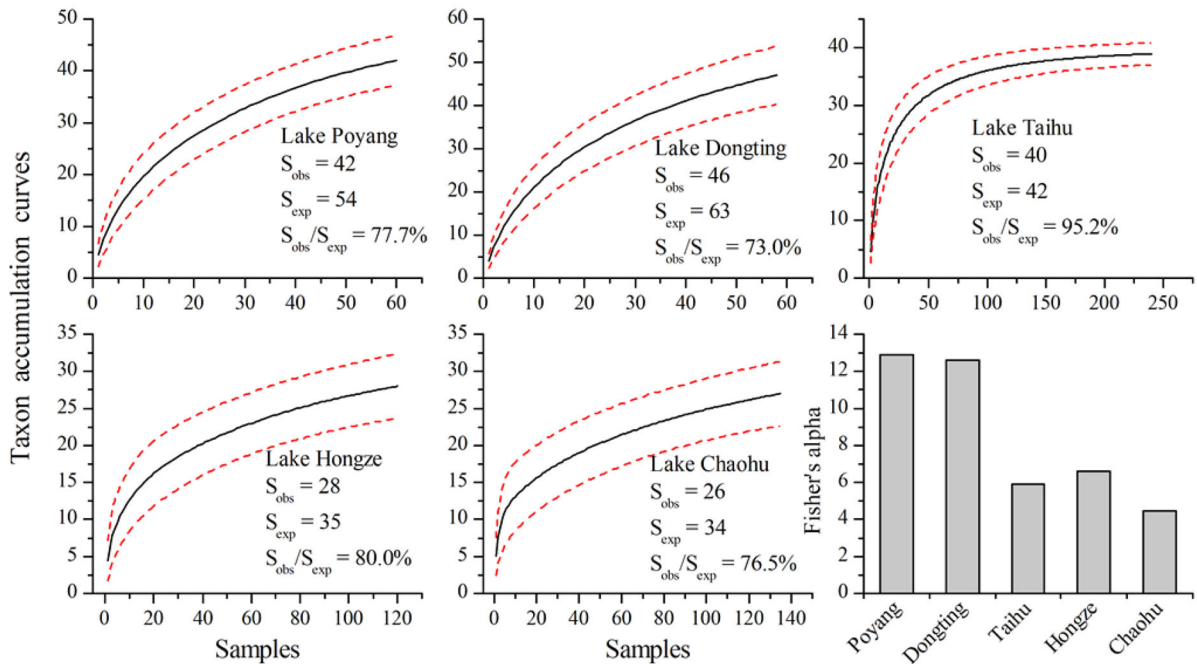 Taxon accumulation curves
50
40
30
20
10
0
0 10 20 30 40 50 60
Lake Poyang
Sobs = 42
Sexp = 54
Sobs/Sexp = 77.7%
60
50
40
30
20
10
0
0 10 20 30 40 50 60
Lake Dongting
Sobs = 46
Sexp = 63
Sobs/Sexp = 73.0%
40
30
20
10
0
0 50 100 150 200 250
Lake Taihu
Sobs = 40
Sexp = 42
Sobs/Sexp = 95.2%
35
30
25
20
15
10
5
0
0 20 40 60 80 100 120
Samples
Lake Hongze
Sobs = 28
Sexp = 35
Sobs/Sexp = 80.0%
35
30
25
20
15
10
5
0
0 20 40 60 80 100 120 140
Samples
Lake Chaohu
Sobs = 26
Sexp = 34
Sobs/Sexp = 76.5%
Fisher's alpha
14
12
10
8
6
4
2
0
Poyang
Dongting
Taihu
Hongze
Chaohu